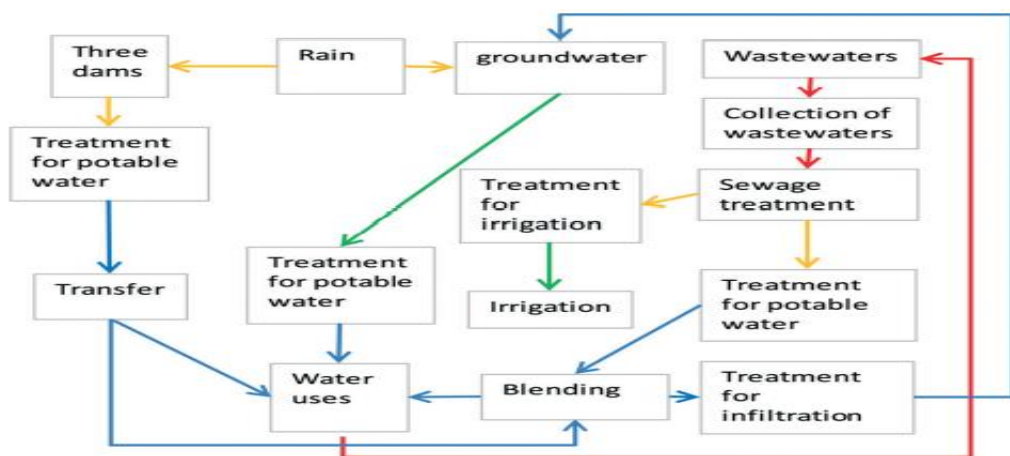 Three
dams
Rain
groundwater
Wastewaters
Collection of
wastewaters
Treatment
for potable
water
Treatment
for
irrigation
Sewage
treatment
Transfer
Treatment
for potable
water
Irrigation
Treatment
for potable
water
Water
uses
Blending
Treatment
for
infiltration